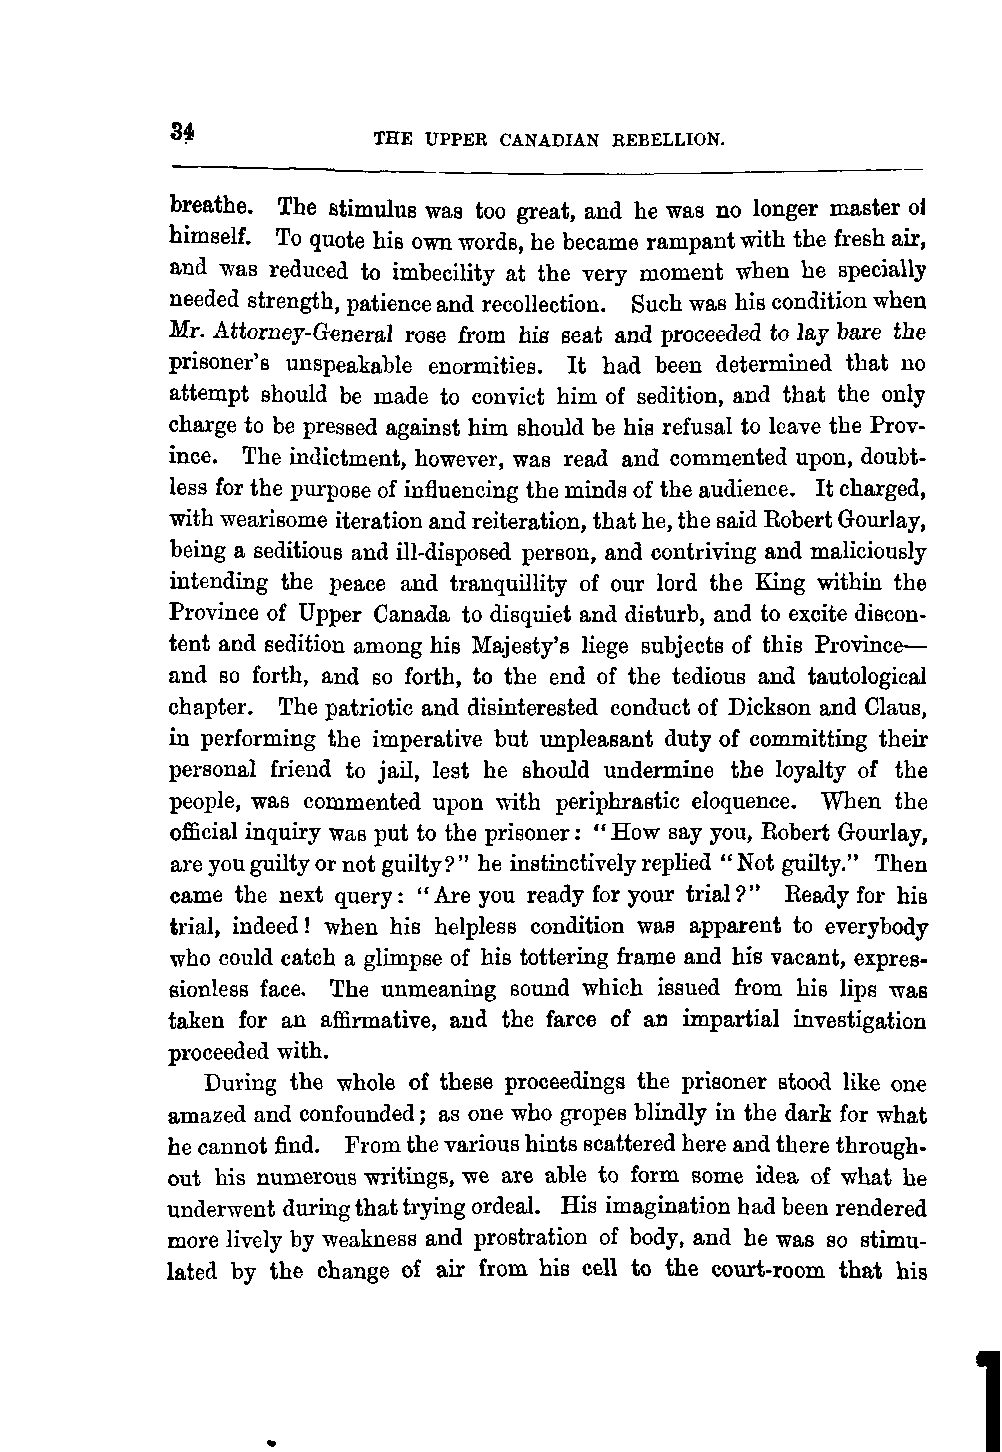 34
THE UPPER CANADIAN REBELLION.
breathe. The stimulus was too great, and he was no longer master of
himself. To quote his own words, he became rampant with the fresh air,
and was reduced to imbecility at the very moment when he specially
needed strength, patience and recollection. Such was his condition when
Mr. Attorney-General rose from his seat and proceeded to lay bare the
prisoner's unspeakable enormities. It had been determined that no
attempt should be made to convict him of sedition, and that the only
charge to be pressed against him should be his refusal to leave the Prov-
ince. The indictment, however, was read and commented upon, doubt-
less for the purpose of influencing the minds of the audience. It charged,
with wearisome iteration and reiteration, that he, the said Robert Gourlay,
being a seditious and ill-disposed person, and contriving and maliciously
intending the peace and tranquillity of our lord the King within the
Province of Upper Canada to disquiet and disturb, and to excite discon-
tent and sedition among his Majesty's liege subjects of this Province—
and so forth, and so forth, to the end of the tedious and tautological
chapter. The patriotic and disinterested conduct of Dickson and Claus,
in performing the imperative but unpleasant duty of committing their
personal friend to jail, lest he should undermine the loyalty of the
people, was commented upon with periphrastic eloquence. When the
official inquiry was put to the prisoner: "How say you, Robert Gourlay,
are you guilty or not guilty?" he instinctively replied "Not guilty." Then
came the next query: "Are you ready for your trial?" Ready for his
trial, indeed! when his helpless condition was apparent to everybody
who could catch a glimpse of his tottering frame and his vacant, expres-
sionless face. The unmeaning sound which issued from his lips was
taken for an affirmative, and the farce of an impartial investigation
proceeded with.
During the whole of these proceedings the prisoner stood like one
amazed and confounded; as one who gropes blindly in the dark for what
he cannot find. From the various hints scattered here and there through-
out his numerous writings, we are able to form some idea of what he
underwent during that trying ordeal. His imagination had been rendered
more lively by weakness and prostration of body, and he was so stimu-
lated by the change of air from his cell to the court-room that his